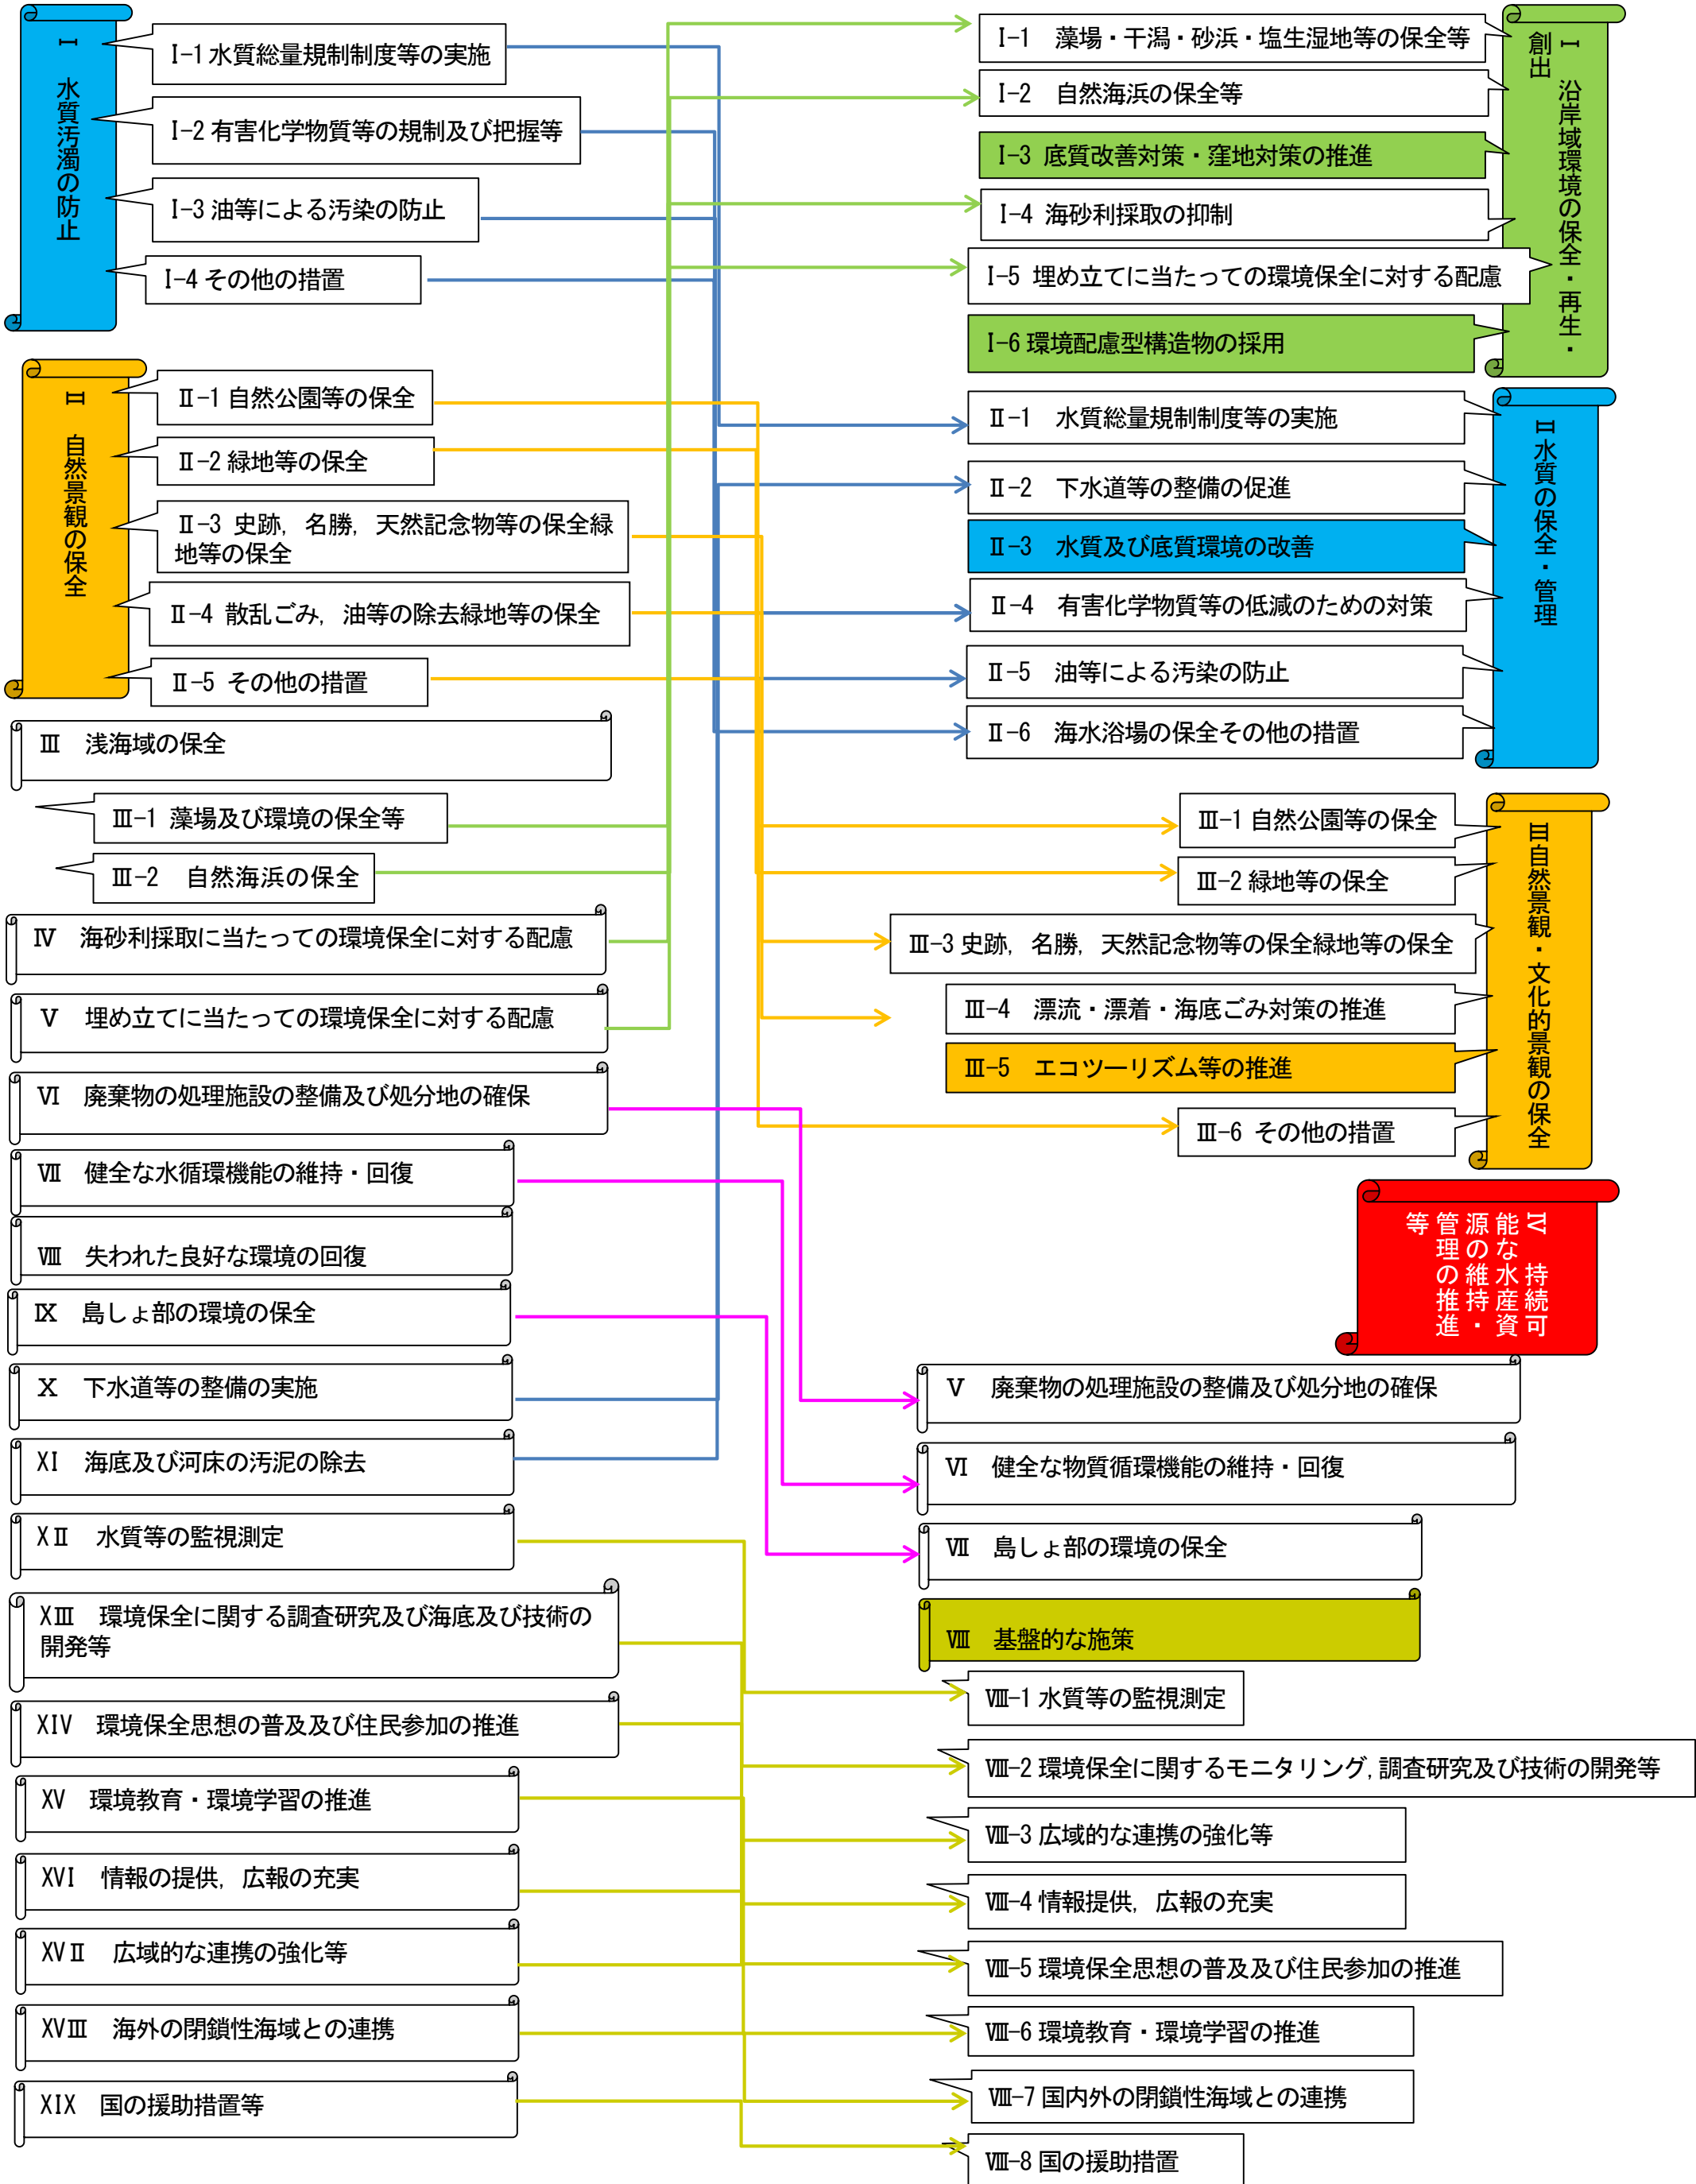 Ⅰ 水質汚濁の防止
Ⅰ-1 水質総量規制制度等の実施
Ⅰ-2 有害化学物質等の規制及び把握等
Ⅰ-3 油等による汚染の防止
Ⅰ-4 その他の措置
Ⅱ 自然景観の保全
Ⅱ-1 自然公園等の保全
Ⅱ-2 緑地等の保全
Ⅱ-3 史跡，名勝，天然記念物等の保全緑
地等の保全
Ⅱ-4 散乱ごみ，油等の除去緑地等の保全
Ⅱ-5 その他の措置
Ⅲ 浅海域の保全
Ⅲ-1 藻場及び環境の保全等
Ⅲ-2 自然海浜の保全
Ⅳ 海砂利採取に当たっての環境保全に対する配慮
Ⅴ 埋め立てに当たっての環境保全に対する配慮
Ⅵ 廃棄物の処理施設の整備及び処分地の確保
Ⅶ 健全な水循環機能の維持・回復
Ⅷ 失われた良好な環境の回復
Ⅸ 島しょ部の環境の保全
Ⅹ 下水道等の整備の実施
XI 海底及び河床の汚泥の除去
XⅡ 水質等の監視測定
XⅢ 環境保全に関する調査研究及び海底及び技術の
開発等
XIV 環境保全思想の普及及び住民参加の推進
XV 環境教育・環境学習の推進
XVI 情報の提供，広報の充実
XVⅡ 広域的な連携の強化等
XVⅢ 海外の閉鎖性海域との連携
XIX 国の援助措置等
Ⅰ 沿岸域環境の保全・再生・
創出
Ⅰ-1 藻場・干潟・砂浜・塩生湿地等の保全等
Ⅰ-2 自然海浜の保全等
Ⅰ-3 底質改善対策・窪地対策の推進
Ⅰ-4 海砂利採取の抑制
Ⅰ-5 埋め立てに当たっての環境保全に対する配慮
Ⅰ-6 環境配慮型構造物の採用
Ⅱ 水質の保全・管理
Ⅱ-1 水質総量規制制度等の実施
Ⅱ-2 下水道等の整備の促進
Ⅱ-3 水質及び底質環境の改善
Ⅱ-4 有害化学物質等の低減のための対策
Ⅱ-5 油等による汚染の防止
Ⅱ-6 海水浴場の保全その他の措置
Ⅲ 自然景観・文化的景観の保全
Ⅲ-1 自然公園等の保全
Ⅲ-2 緑地等の保全
Ⅲ-3 史跡，名勝，天然記念物等の保全緑地等の保全
Ⅲ-4 漂流・漂着・海底ごみ対策の推進
Ⅲ-5 エコツーリズム等の推進
Ⅲ-6 その他の措置
Ⅳ 持続可
能な水産資
源の維持・
管理の推進
等
Ⅴ 廃棄物の処理施設の整備及び処分地の確保
Ⅵ 健全な物質循環機能の維持・回復
Ⅶ 島しょ部の環境の保全
Ⅷ 基盤的な施策
Ⅷ-1 水質等の監視測定
Ⅷ-2 環境保全に関するモニタリング,調査研究及び技術の開発等
Ⅷ-3 広域的な連携の強化等
Ⅷ-4 情報提供，広報の充実
Ⅷ-5 環境保全思想の普及及び住民参加の推進
Ⅷ-6 環境教育・環境学習の推進
Ⅷ-7 国内外の閉鎖性海域との連携
Ⅷ-8 国の援助措置